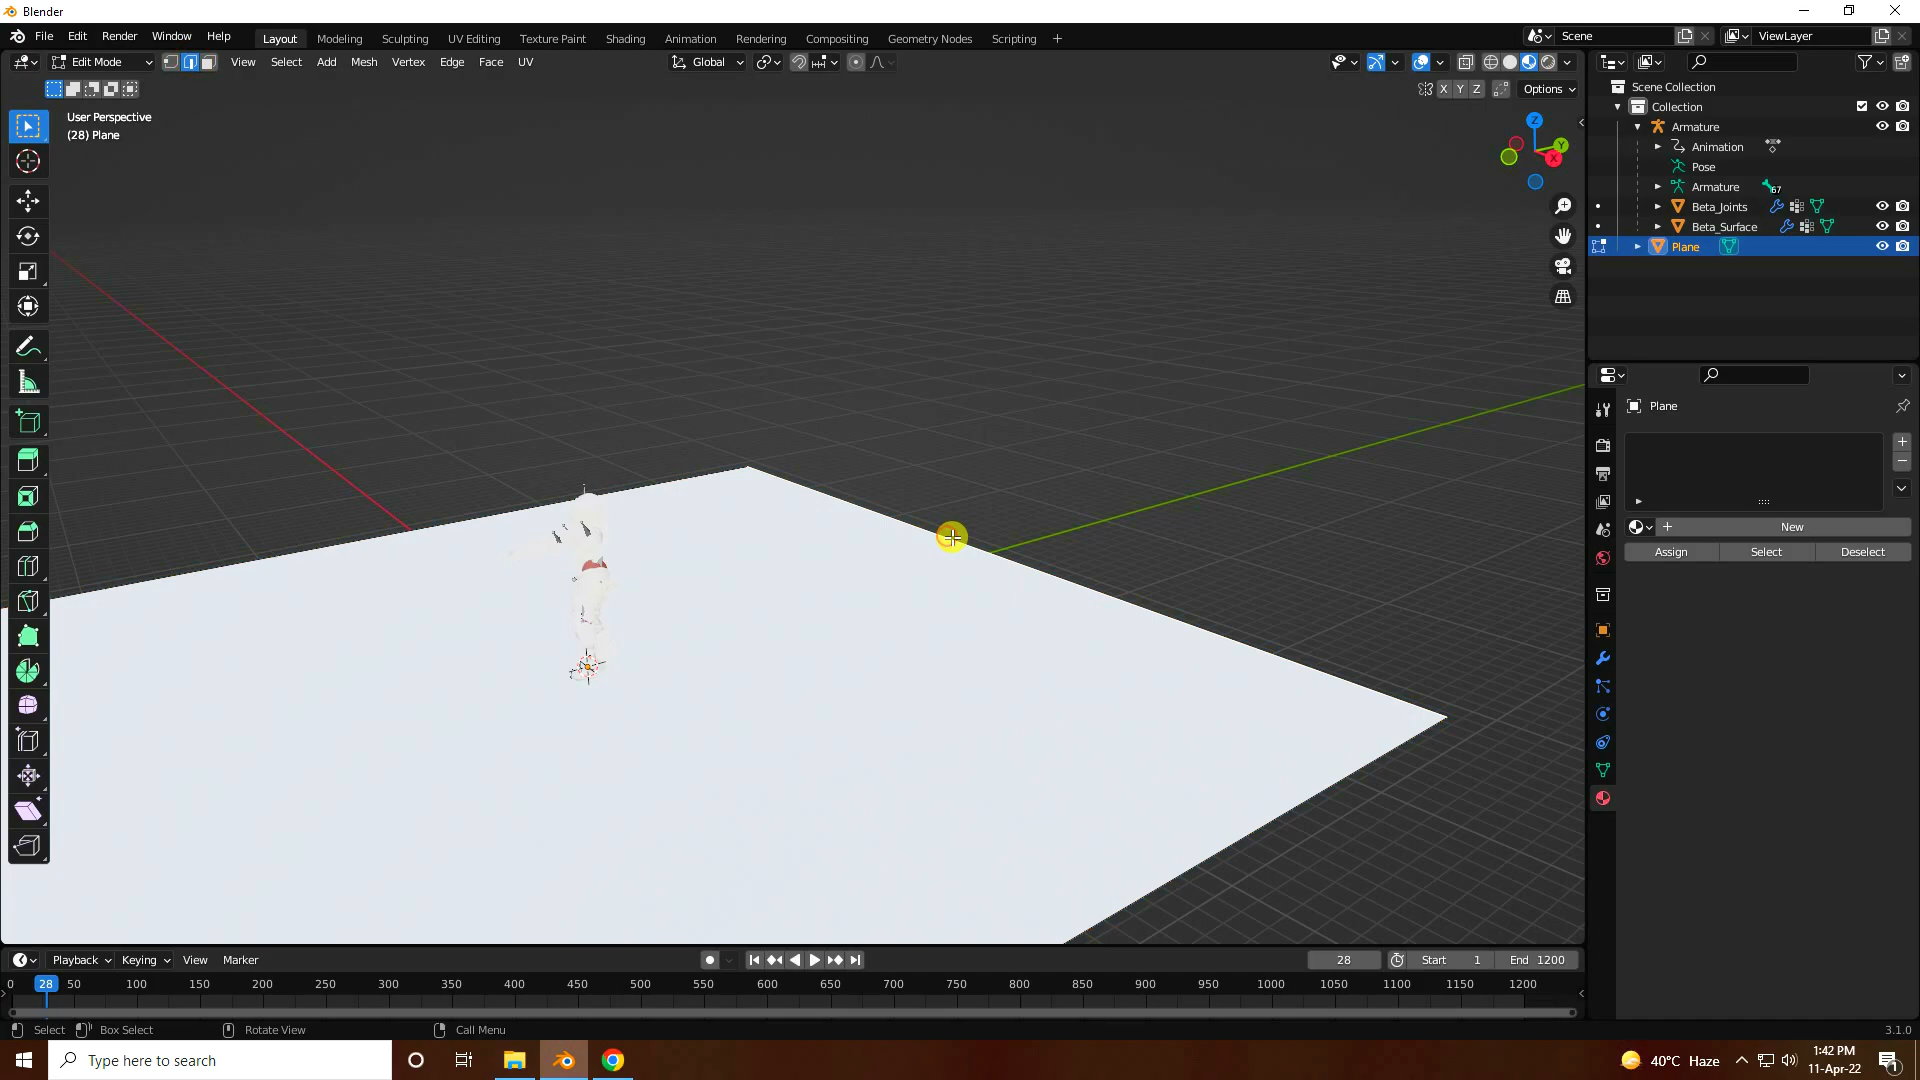 Blender
File Edit Render Window Help
Layout Modeling Sculpting UV Editing Texture Paint Shading Animation Rendering Compositing Geometry Nodes Scripting +
Scene
ViewLayer
Edit Mode
View Select Add Mesh Vertex Edge Face UV
Global
X Y Z
Options
User Perspective
(28) Plane
Z
Y
X
Scene Collection
Collection
Armature
Animation
Pose
Armature
67
Beta_Joints
Beta_Surface
Plane
Plane
New
Assign Select Deselect
Playback Keying View Marker
28
Start 1
End 1200
0 28 50 100 150 200 250 300 350 400 450 500 550 600 650 700 750 800 850 900 950 1000 1050 1100 1150 1200
Select Box Select Rotate View Call Menu
3.1.0
Type here to search
40°C Haze
1:42 PM
11-Apr-22
1